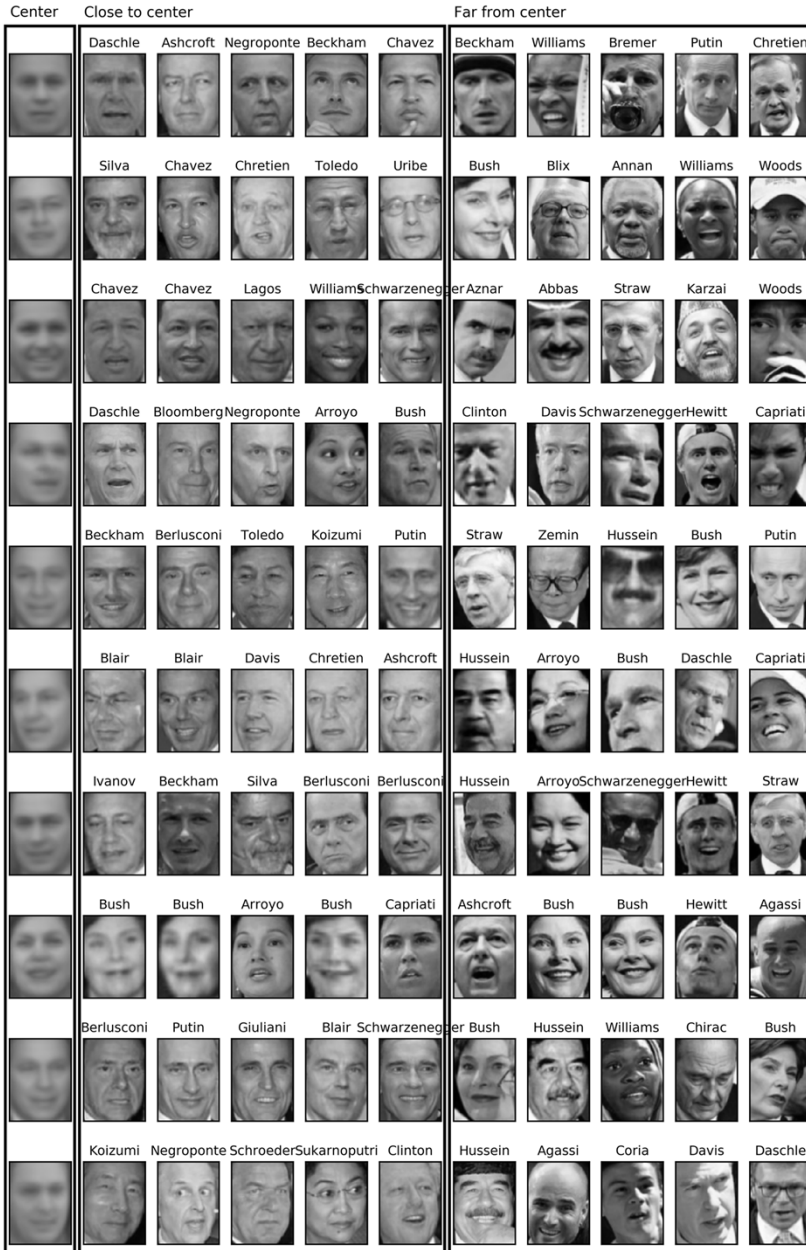 Center Close to center Far from center
Daschle Ashcroft Negroponte Beckham Chavez Beckham Williams Bremer Putin Chretien
Silva Chavez Chretien Toledo Uribe Bush Blix Annan Williams Woods
Chavez Chavez Lagos Williams Schwarzenegger Aznar Abbas Straw Karzai Woods
Daschle Bloomberg Negroponte Arroyo Bush Clinton Davis Schwarzenegger Hewitt Capriati
Beckham Berlusconi Toledo Koizumi Putin Straw Zemin Hussein Bush Putin
Blair Blair Davis Chretien Ashcroft Hussein Arroyo Bush Daschle Capriati
Ivanov Beckham Silva Berlusconi Berlusconi Hussein Arroyo Schwarzenegger Hewitt Straw
Bush Bush Arroyo Bush Capriati Ashcroft Bush Bush Hewitt Agassi
Berlusconi Putin Giuliani Blair Schwarzenegger Bush Hussein Williams Chirac Bush
Koizumi Negroponte Schroeder Sukarnoputri Clinton Hussein Agassi Coria Davis Daschle